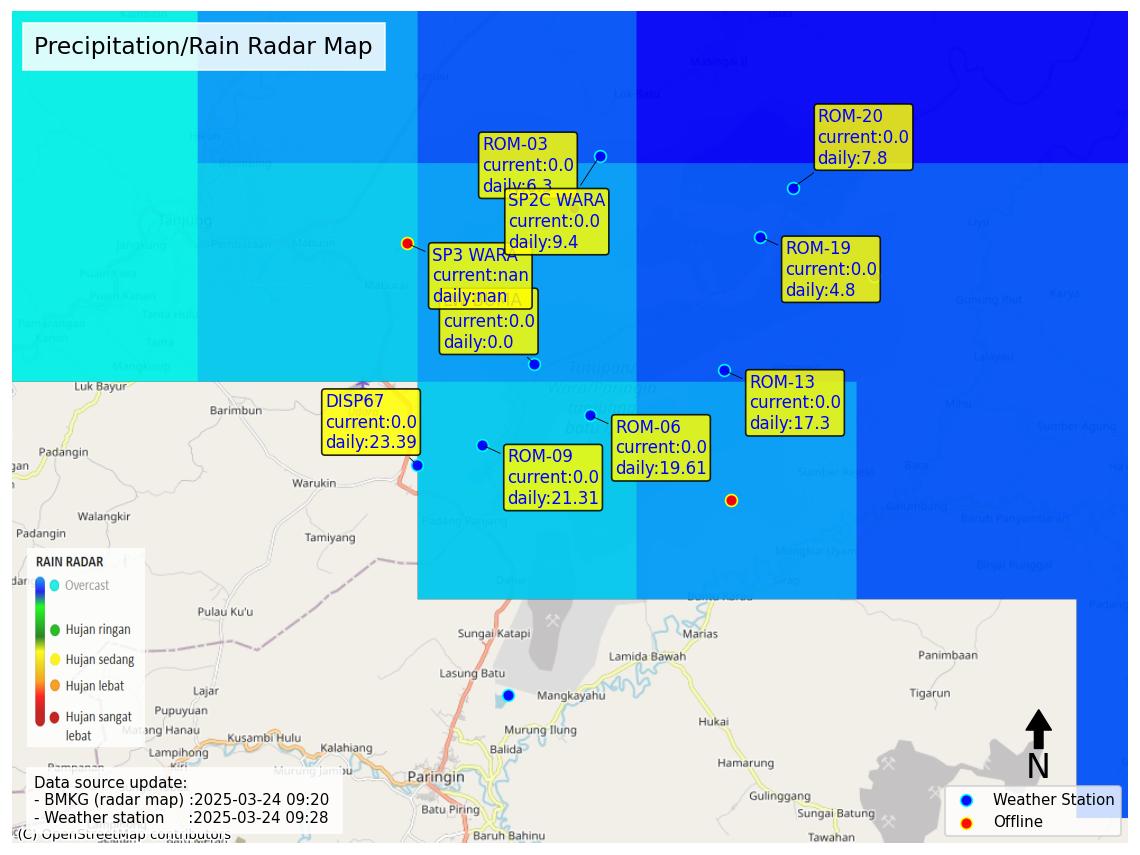 Precipitation/Rain Radar Map
ROM-20
current:0.0
daily:7.8
ROM-03
current:0.0
daily:6.3
SP2C WARA
current:0.0
daily:9.4
Tanjung
ROM-19
current:0.0
daily:4.8
SP3 WARA
current:nan
daily:nan
current:0.0
daily:0.0
ROM-13
current:0.0
daily:17.3
Luk Bayur
Barimbun
DISP67
current:0.0
daily:23.39
ROM-06
current:0.0
daily:19.61
ROM-09
current:0.0
daily:21.31
Padangin
Warukin
Walangkir
Padangin
Tamiyang
Padang Panjang
RAIN RADAR
Overcast
Hujan ringan
Hujan sedang
Hujan lebat
Hujan sangat
lebat
Pulau Ku'u
Sungai Katapi
Marias
Lamida Bawah
Panimbaan
Lasung Batu
Mangkayahu
Tigarun
Lajar
Pupuyuan
Matang Hanau
Hukai
Murung Ilung
Kusambi Hulu
Kalahiang
Balida
Lampihong
Kiri
Hamarung
Murung Jambu
Paringin
Gulinggang
Batu Piring
Sungai Batung
Baruh Bahinu
Tawahan
N
Weather Station
Offline
Data source update:
- BMKG (radar map) :2025-03-24 09:20
- Weather station :2025-03-24 09:28
(C) OpenStreetMap contributors